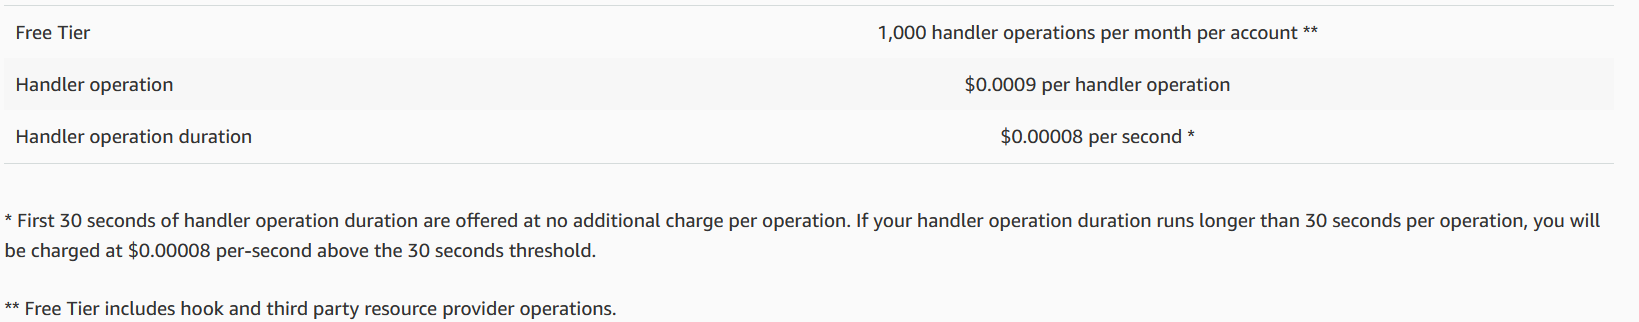 Free Tier 1,000 handler operations per month per account **
Handler operation $0.0009 per handler operation
Handler operation duration $0.00008 per second *
* First 30 seconds of handler operation duration are offered at no additional charge per operation. If your handler operation duration runs longer than 30 seconds per operation, you will
be charged at $0.00008 per-second above the 30 seconds threshold.
** Free Tier includes hook and third party resource provider operations.